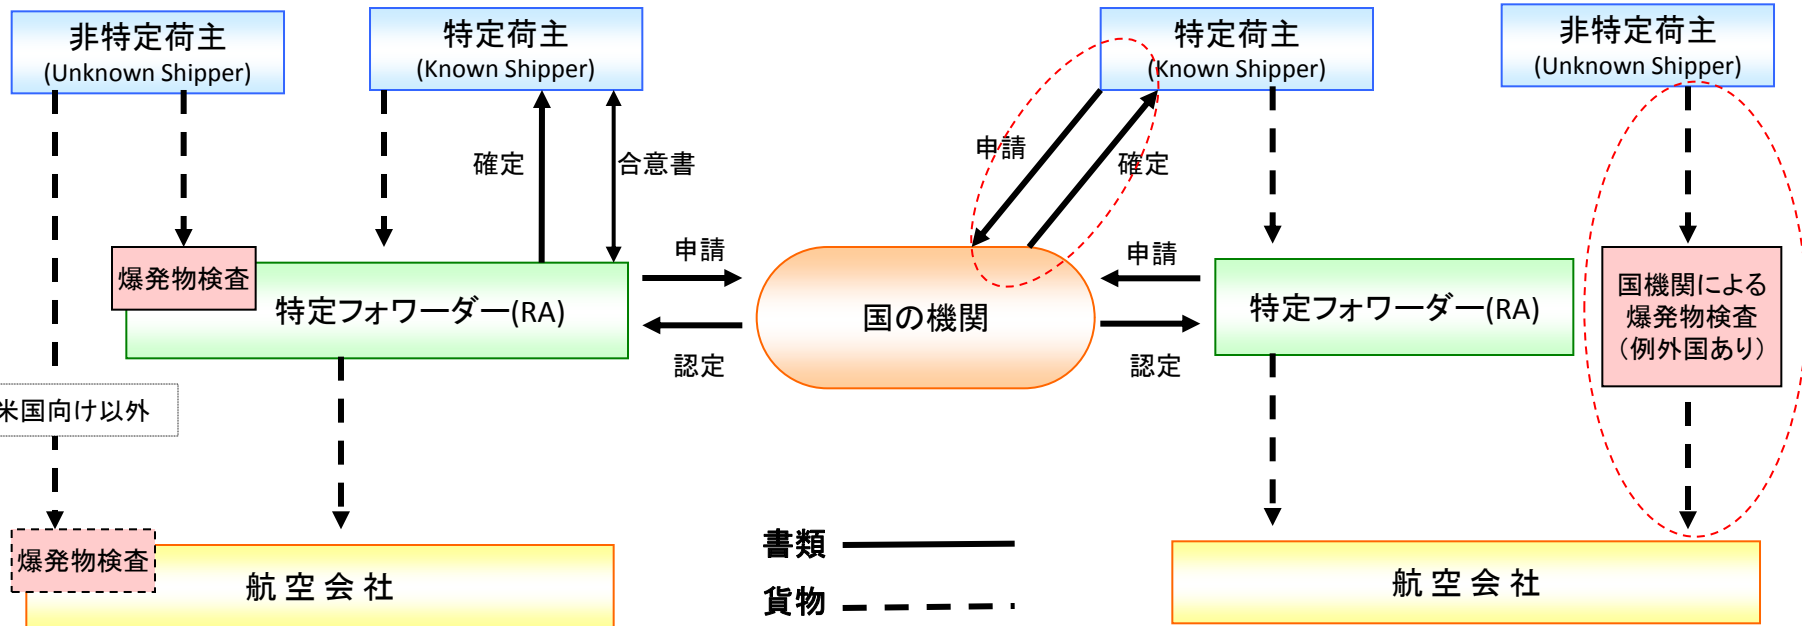 非特定荷主
(Unknown Shipper)
特定荷主
(Known Shipper)
特定荷主
(Known Shipper)
非特定荷主
(Unknown Shipper)
確定
合意書
申請
確定
爆発物検査
特定フォワーダー(RA)
申請
認定
国の機関
申請
認定
特定フォワーダー(RA)
国機関による
爆発物検査
（例外国あり）
米国向け以外
爆発物検査
航空会社
書類
貨物
航空会社